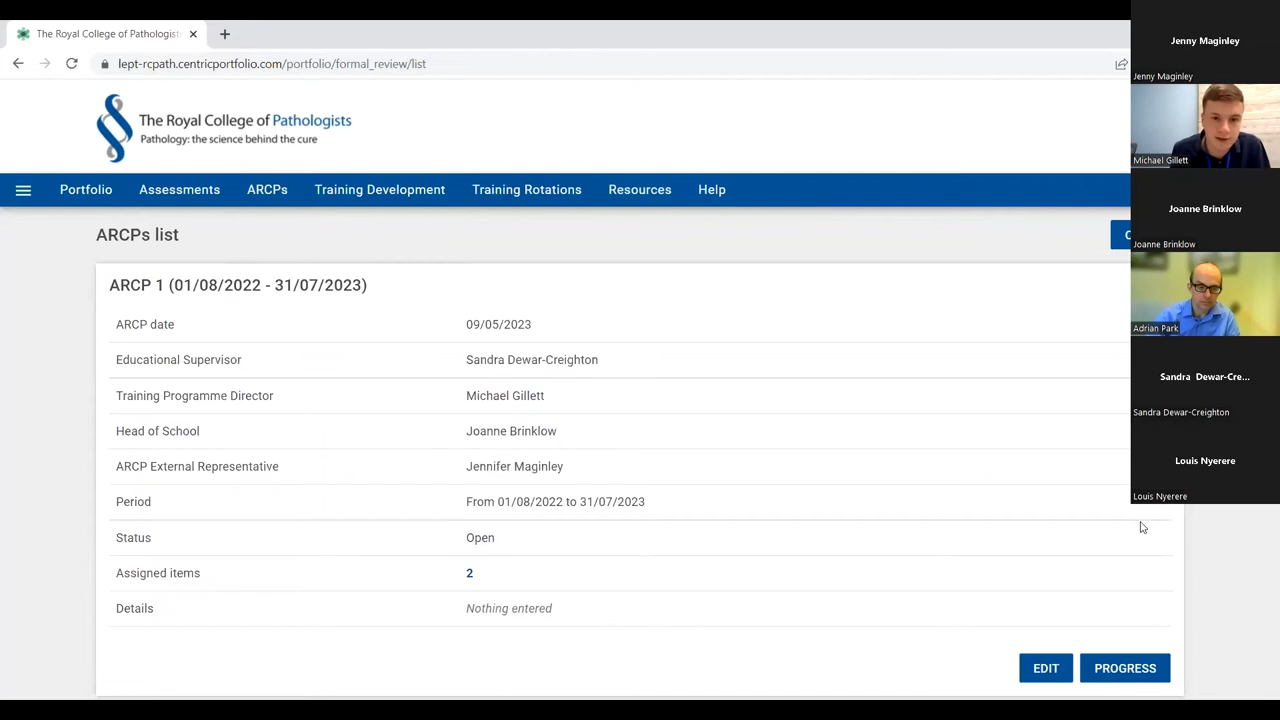 The Royal College of Pathologist
lept-rcpath.centricportfolio.com/portfolio/formal_review/list
The Royal College of Pathologists
Pathology: the science behind the cure
Portfolio Assessments ARCPs Training Development Training Rotations Resources Help
ARCPs list
ARCP 1 (01/08/2022 - 31/07/2023)
ARCP date 09/05/2023
Educational Supervisor Sandra Dewar-Creighton
Training Programme Director Michael Gillett
Head of School Joanne Brinklow
ARCP External Representative Jennifer Maginley
Period From 01/08/2022 to 31/07/2023
Status Open
Assigned items 2
Details Nothing entered
EDIT PROGRESS
Jenny Maginley
Jenny Maginley
Michael Gillett
Joanne Brinklow
Joanne Brinklow
Adrian Park
Sandra Dewar-Cre...
Sandra Dewar-Creighton
Louis Nyerere
Louis Nyerere